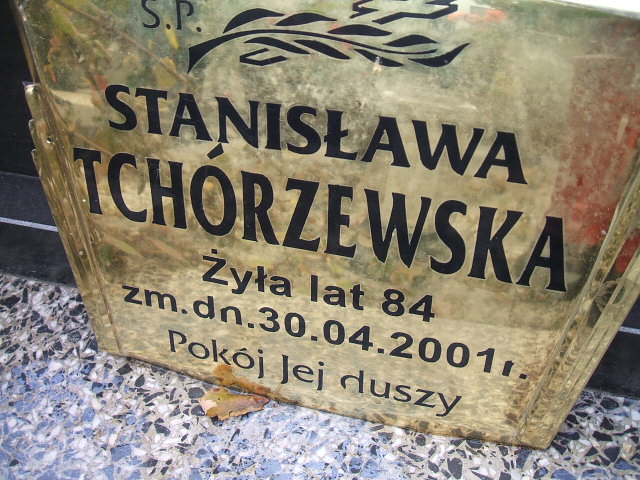 Ś.P.
STANISŁAWA
TCHÓRZEWSKA
Żyła lat 84
zm.dn.30.04.2001r.
Pokój Jej duszy